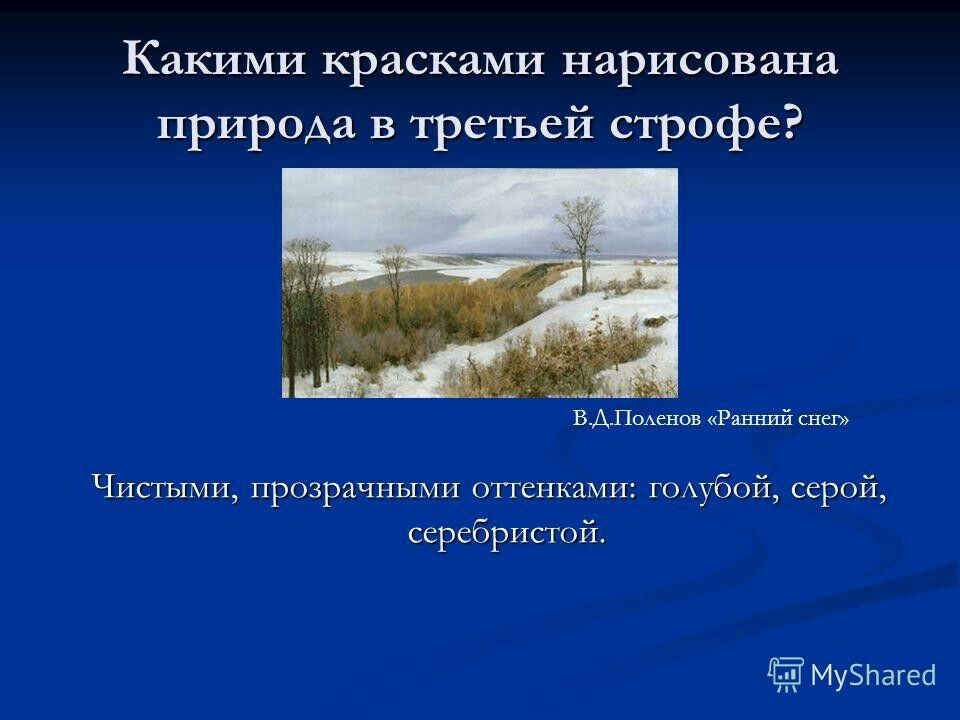 Какими красками нарисована
природа в третьей строфе?
В.Д.Поленов «Ранний снег»
Чистыми, прозрачными оттенками: голубой, серой,
серебристой.
MyShared